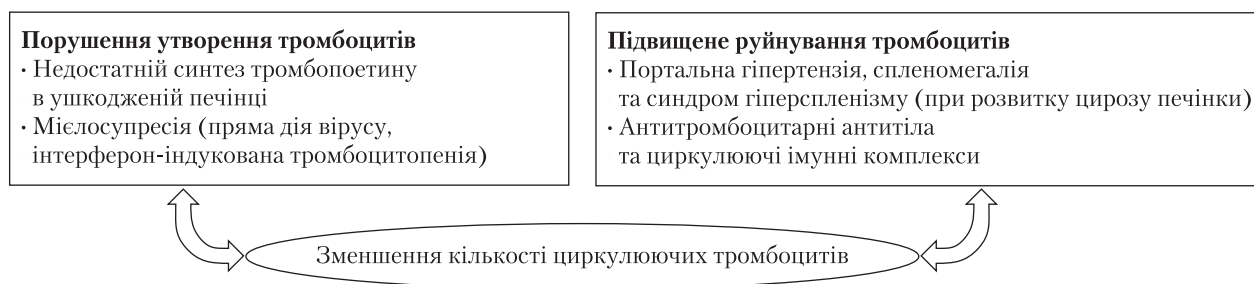 Порушення утворення тромбоцитів
· Недостатній синтез тромбопоетину
в ушкодженій печінці
· Мієлосупресія (пряма дія вірусу,
інтерферон-індукована тромбоцитопенія)
Підвищене руйнування тромбоцитів
· Портальна гіпертензія, спленомегалія
та синдром гіперспленізму (при розвитку цирозу печінки)
· Антитромбоцитарні антитіла
та циркулюючі імунні комплекси
Зменшення кількості циркулюючих тромбоцитів